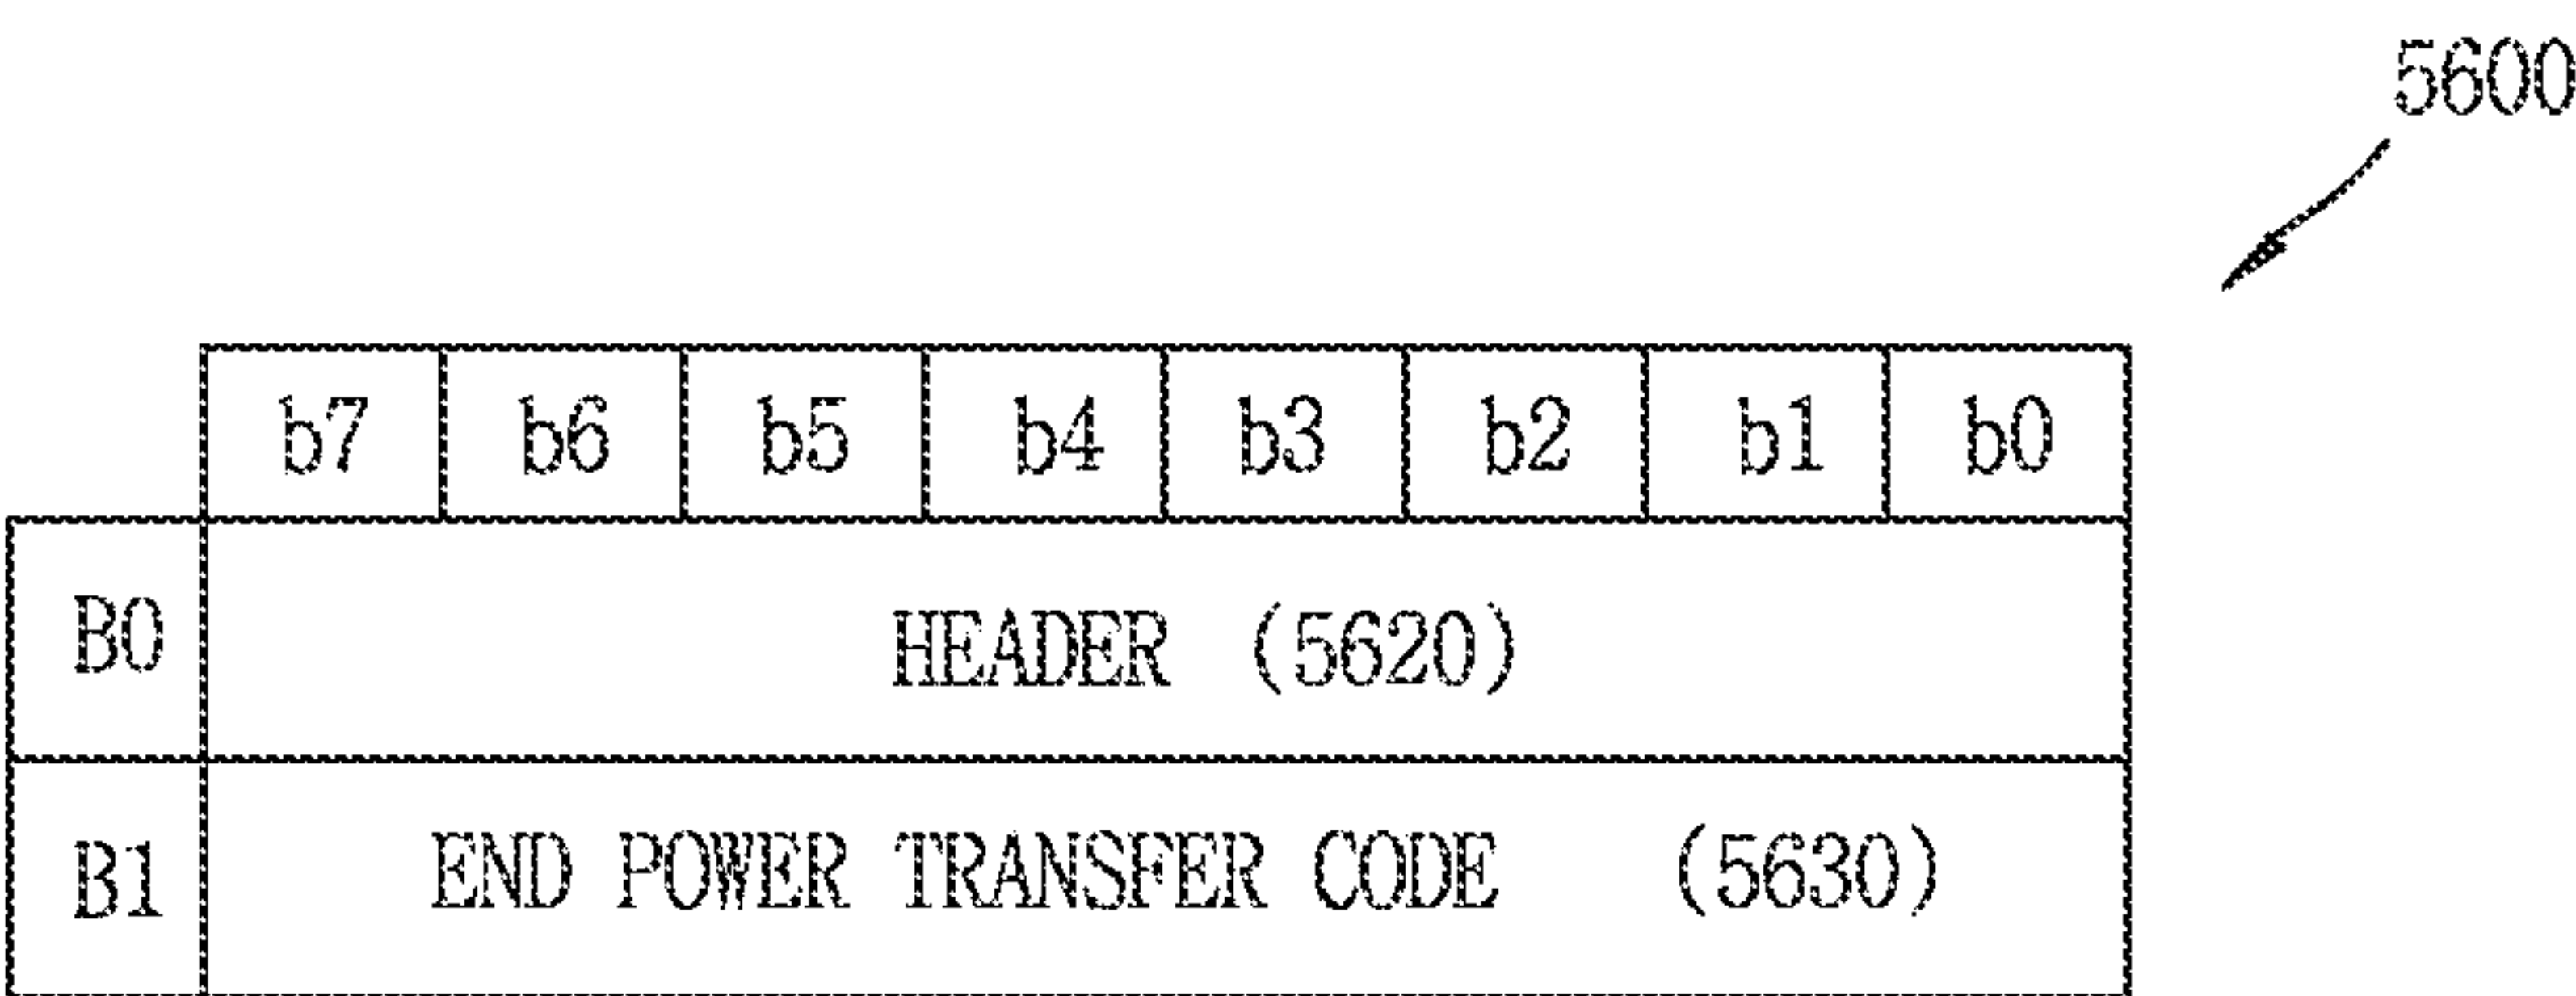 5600
b7 b6 b5 b4 b3 b2 b1 b0
B0 HEADER (5620)
B1 END POWER TRANSFER CODE (5630)